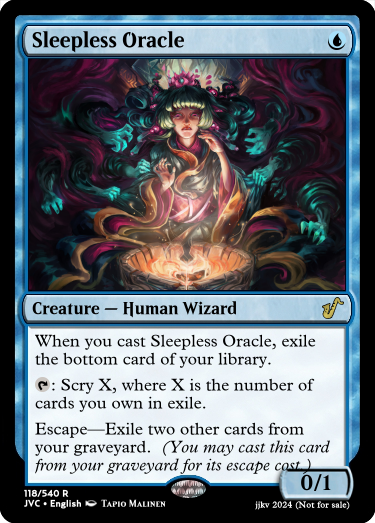 Sleepless Oracle
Creature — Human Wizard
When you cast Sleepless Oracle, exile
the bottom card of your library.
: Scry X, where X is the number of
cards you own in exile.
Escape—Exile two other cards from
your graveyard. (You may cast this card
from your graveyard for its escape cost.)
0/1
118/540 R
JVC • English Tapio Malinen
jjkv 2024 (Not for sale)